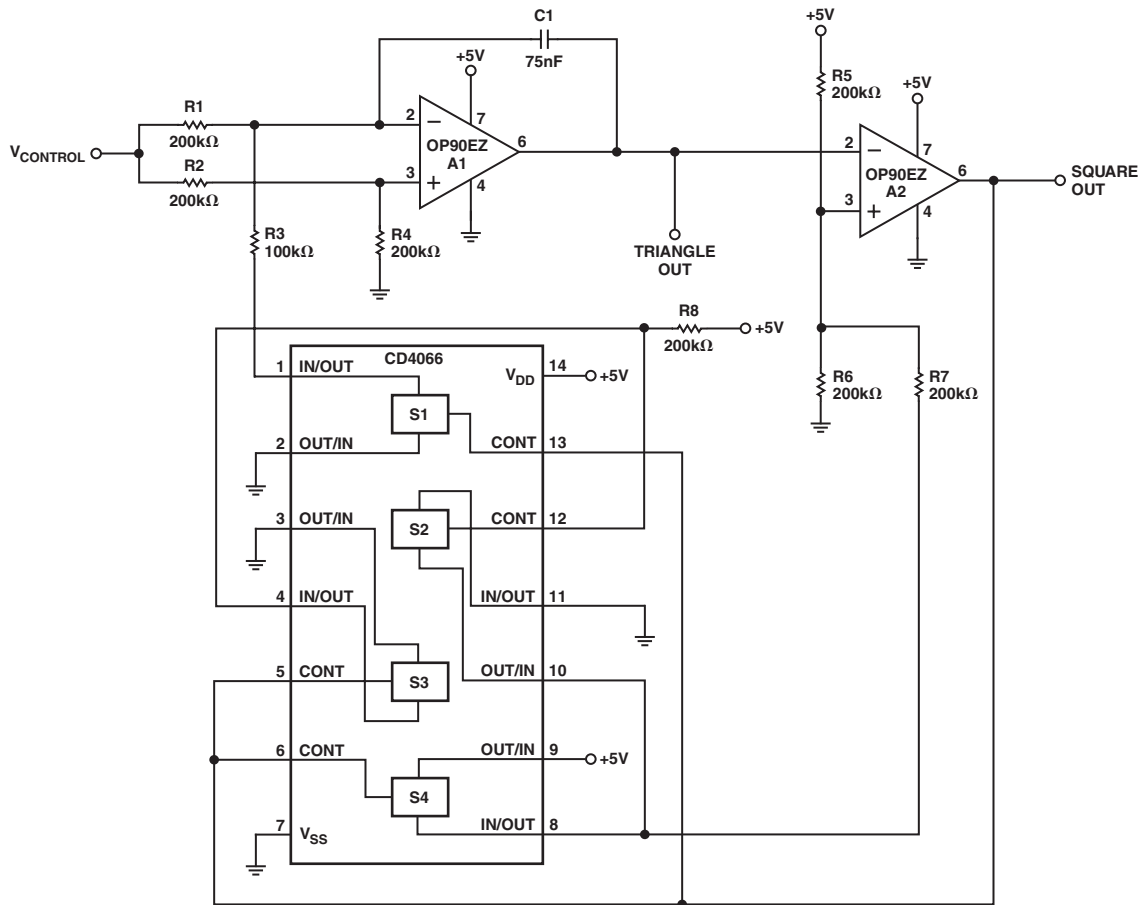 C1
75nF
+5V
R1
200kΩ
VCONTROL
R2
200kΩ
2
3
7
4
6
−
+
OP90EZ
A1
R3
100kΩ
R4
200kΩ
TRIANGLE
OUT
+5V
R5
200kΩ
+5V
2
3
7
4
6
−
+
OP90EZ
A2
SQUARE
OUT
R8
200kΩ
+5V
R6
200kΩ
R7
200kΩ
CD4066
1 IN/OUT
VDD 14
+5V
S1
2 OUT/IN
CONT 13
3 OUT/IN
S2
CONT 12
4 IN/OUT
IN/OUT 11
5 CONT
S3
OUT/IN 10
6 CONT
OUT/IN 9
+5V
S4
7 VSS
IN/OUT 8